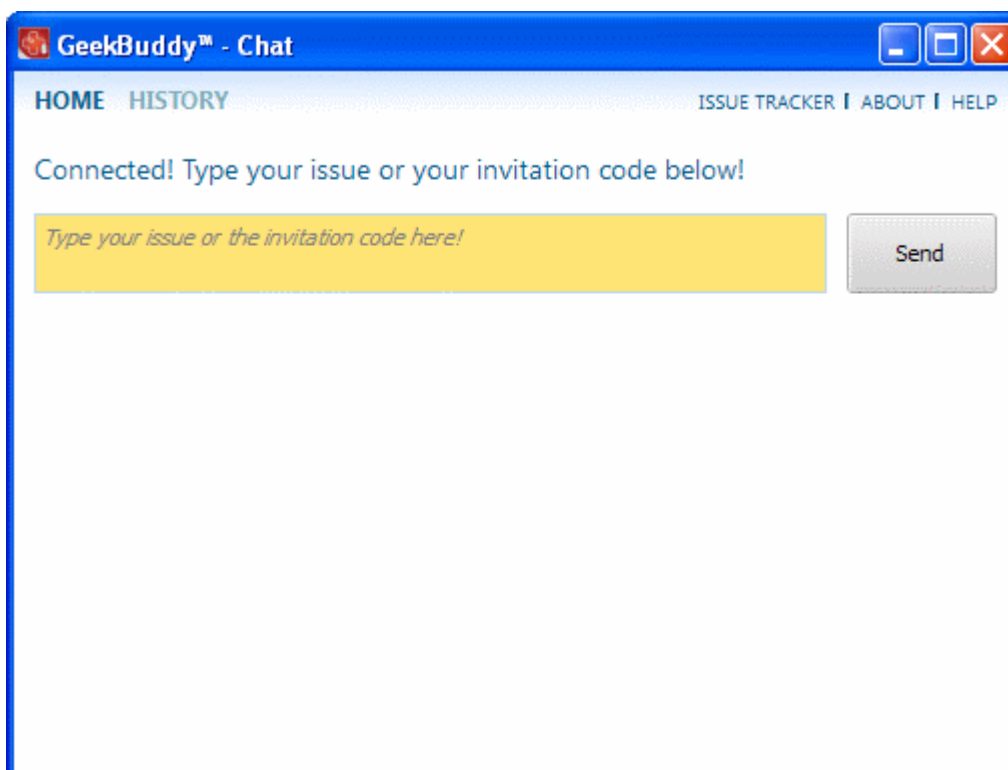 GeekBuddy™ - Chat
HOME HISTORY ISSUE TRACKER | ABOUT | HELP
Connected! Type your issue or your invitation code below!
Type your issue or the invitation code here!
Send